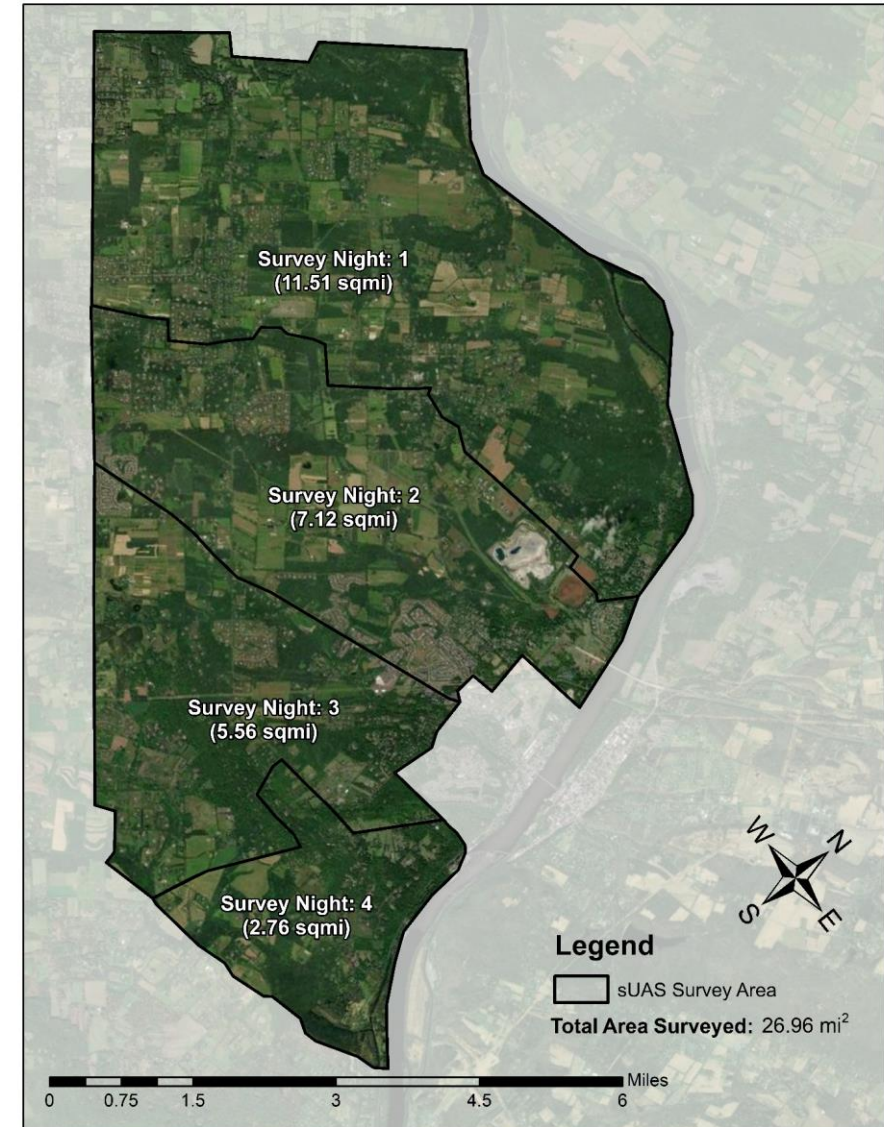 Survey Night: 1
(11.51 sqmi)
Survey Night: 2
(7.12 sqmi)
Survey Night: 3
(5.56 sqmi)
Survey Night: 4
(2.76 sqmi)
W N
S E
Legend
sUAS Survey Area
Total Area Surveyed: 26.96 mi²
Miles
0 0.75 1.5 3 4.5 6